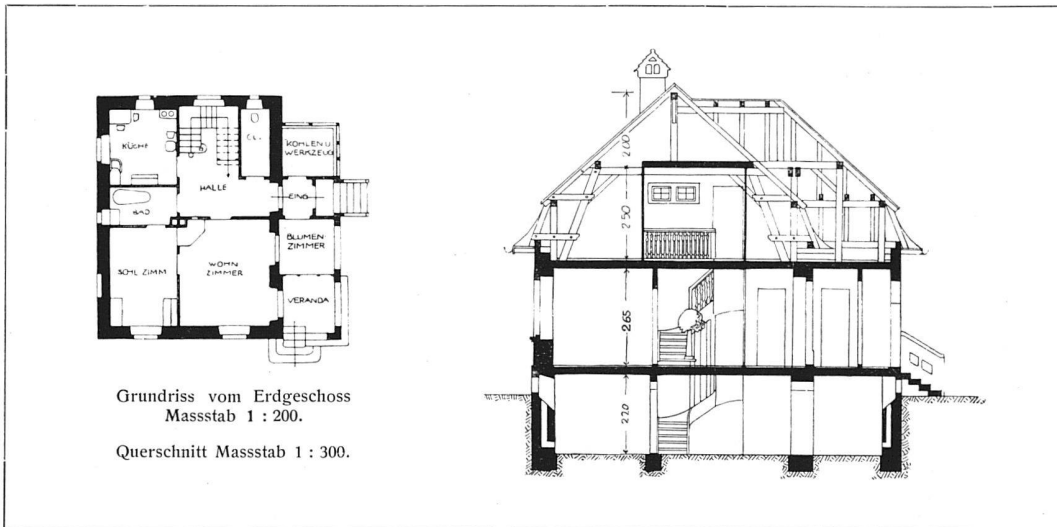 KÜCHE
CL.
KOHLEN U.
WERKZEUG
HALLE
EING
BAD
BLUMEN-
ZIMMER
WOHN
ZIMMER
SCHL ZIMM
VERANDA
Grundriss vom Erdgeschoss
Massstab 1 : 200.
Querschnitt Massstab 1 : 300.
200
250
265
220